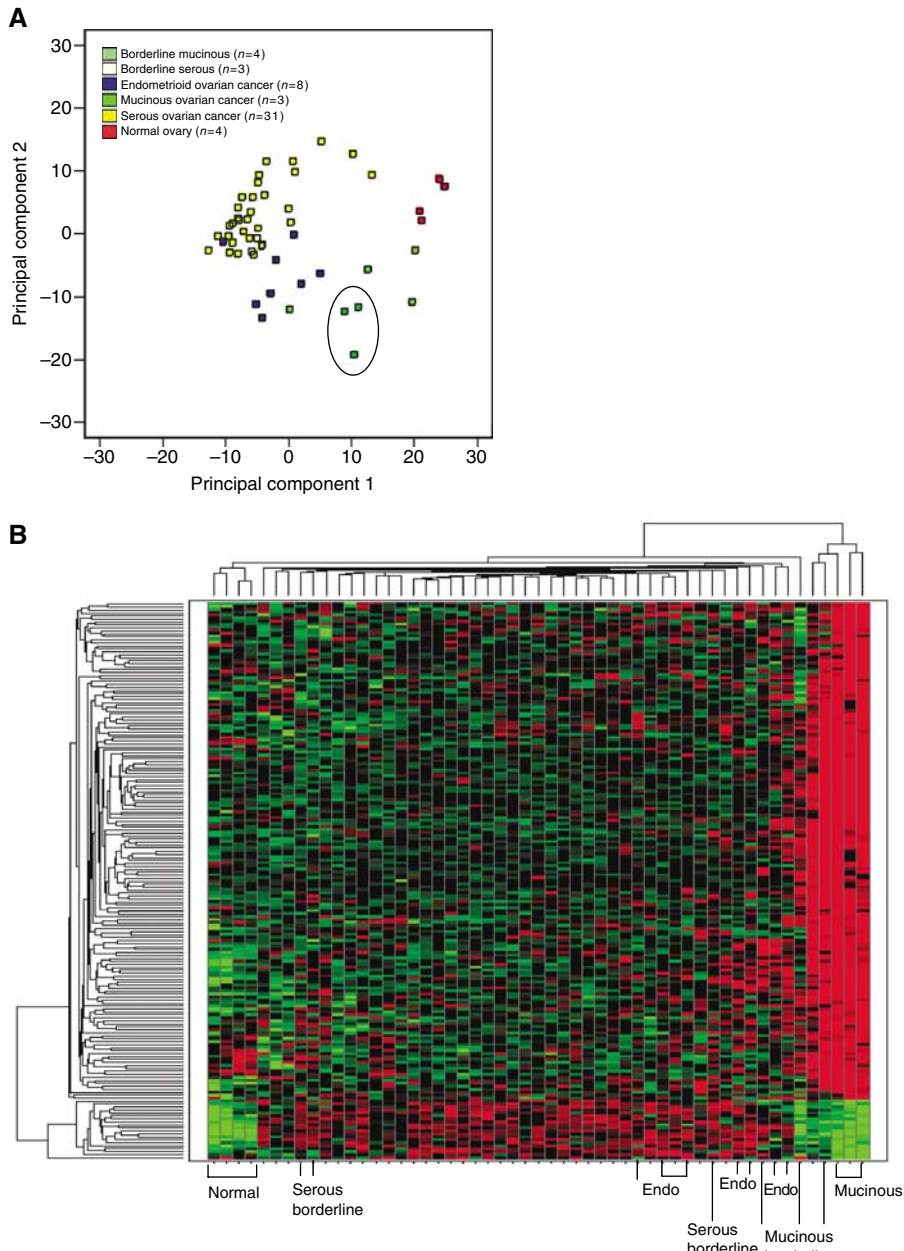 A
30
20
10
0
–10
–20
–30
Principal component 2
Borderline mucinous (n=4)
Borderline serous (n=3)
Endometrioid ovarian cancer (n=8)
Mucinous ovarian cancer (n=3)
Serous ovarian cancer (n=31)
Normal ovary (n=4)
–30 –20 –10 0 10 20 30
Principal component 1
B
Normal
Serous
borderline
Endo
Endo
Endo
Mucinous
Serous
Mucinous